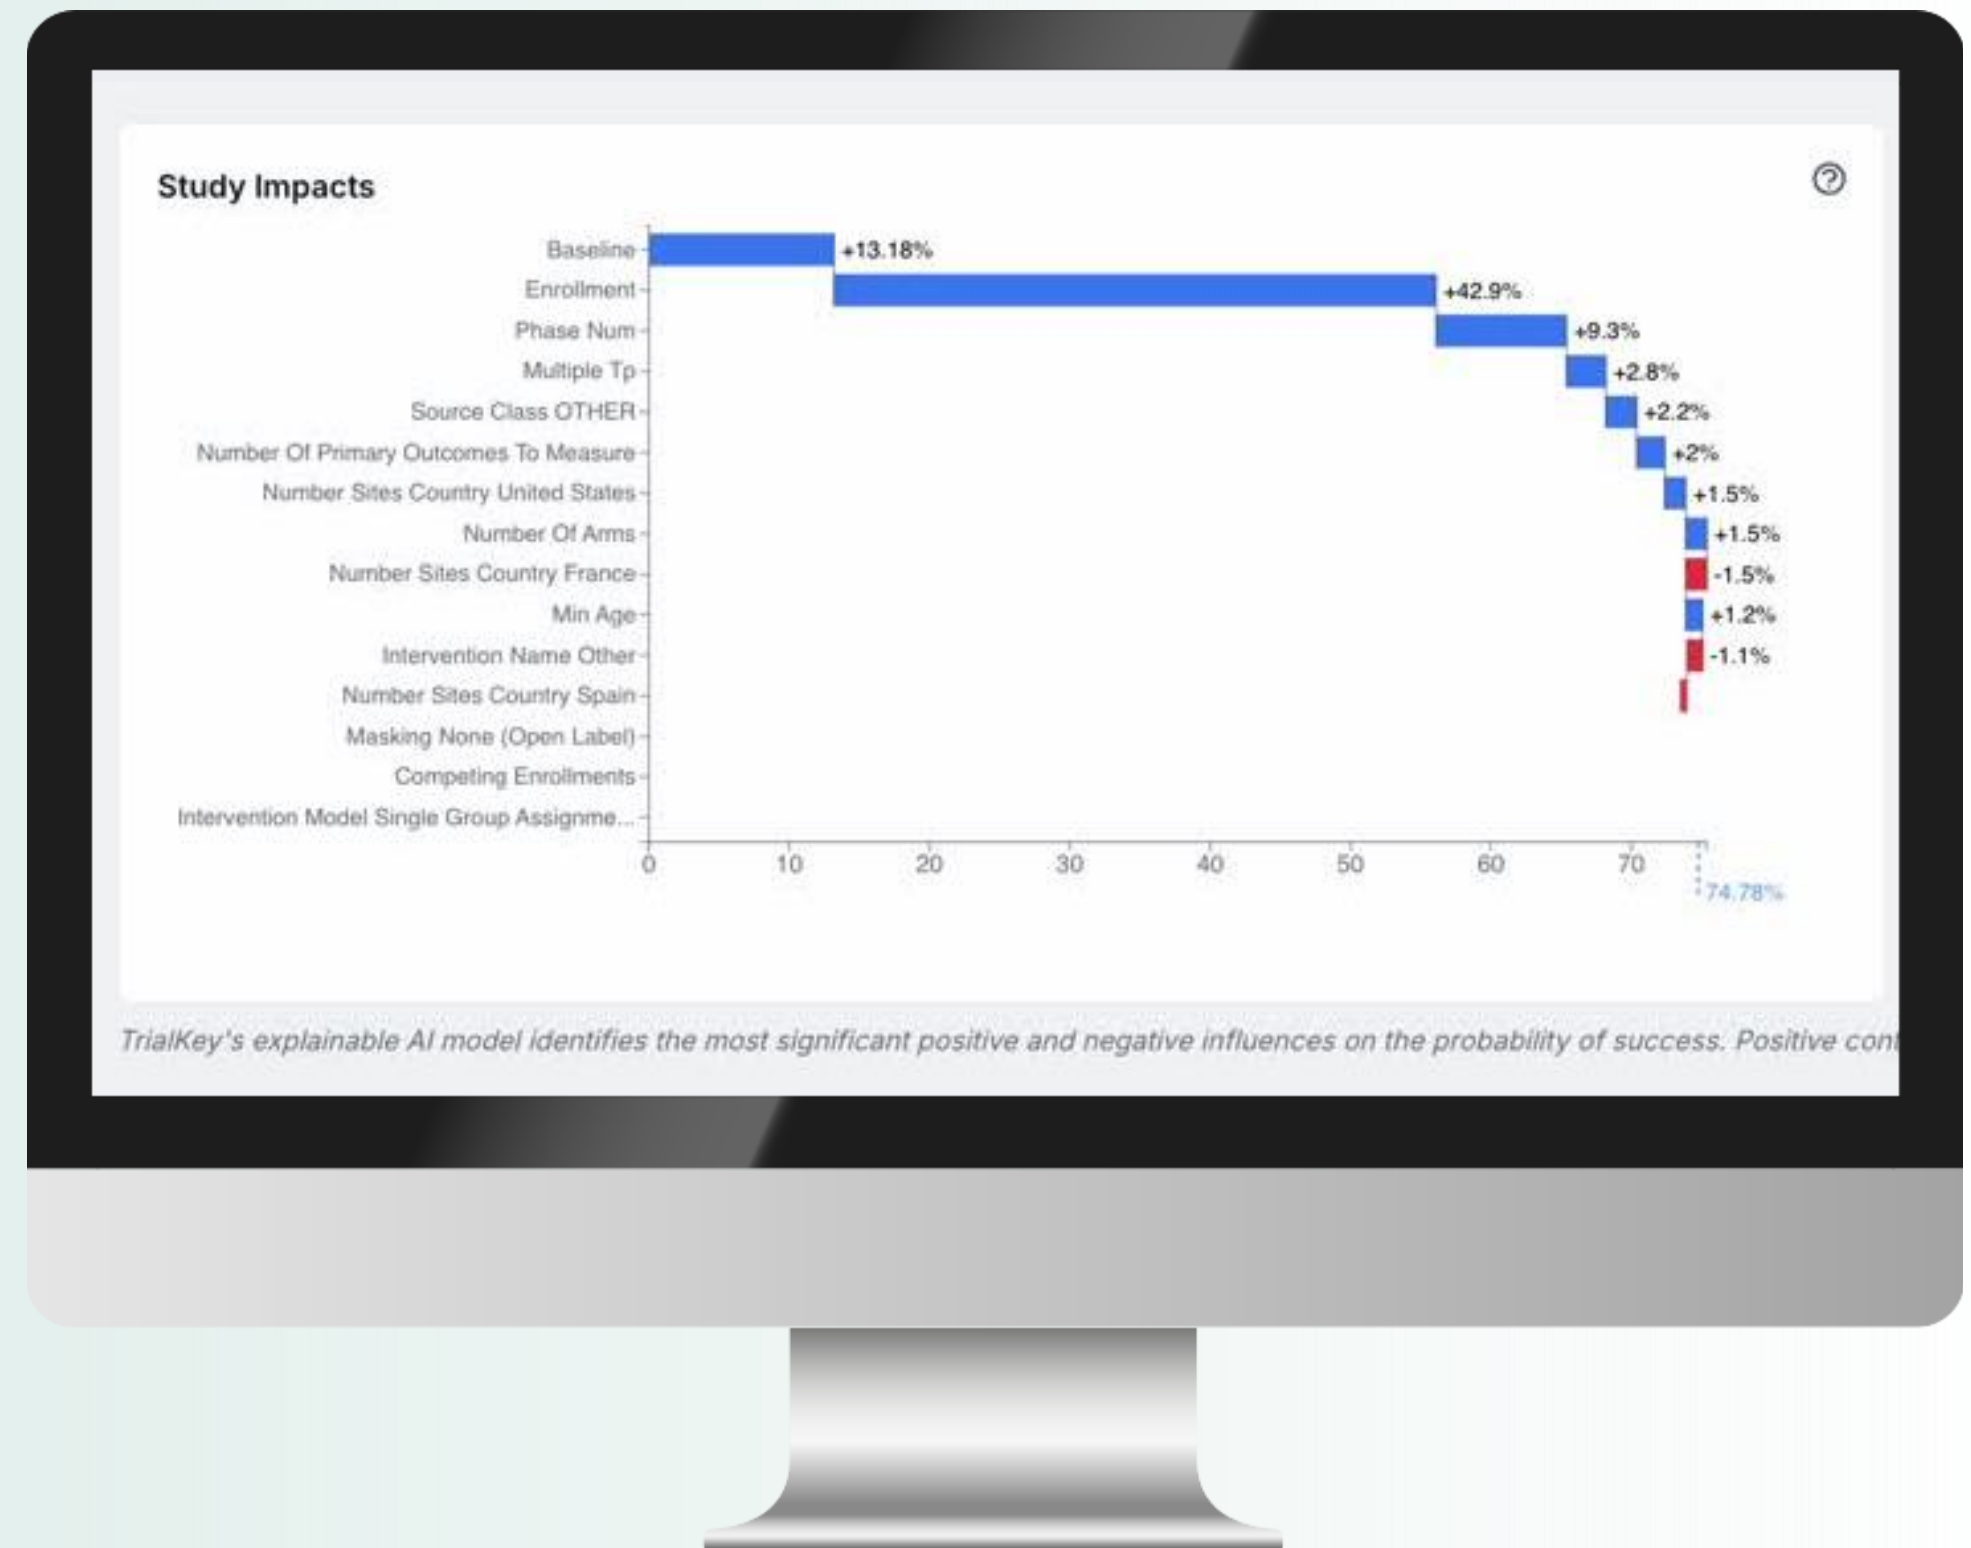 Study Impacts
Baseline +13.18%
Enrollment +42.9%
Phase Num +9.3%
Multiple Tp +2.8%
Source Class OTHER +2.2%
Number Of Primary Outcomes To Measure +2%
Number Sites Country United States +1.5%
Number Of Arms +1.5%
Number Sites Country France -1.5%
Min Age +1.2%
Intervention Name Other -1.1%
Number Sites Country Spain
Masking None (Open Label)
Competing Enrollments
Intervention Model Single Group Assignme...
0 10 20 30 40 50 60 70
74.78%
TrialKey's explainable AI model identifies the most significant positive and negative influences on the probability of success. Positive cont